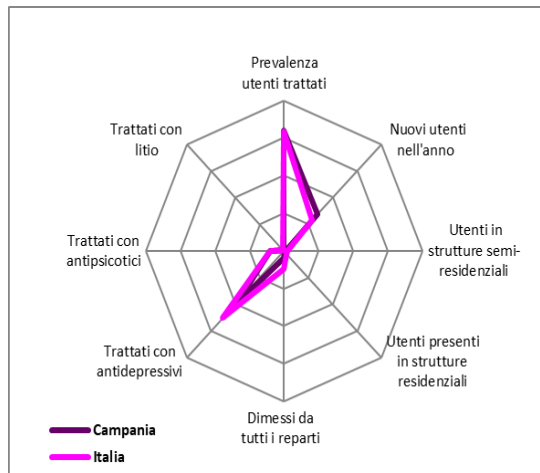 Prevalenza
utenti trattati
Nuovi utenti
nell'anno
Utenti in
strutture semi-
residenziali
Utenti presenti
in strutture
residenziali
Dimessi da
tutti i reparti
Trattati con
antidepressivi
Trattati con
antipsicotici
Trattati con
litio
Campania
Italia